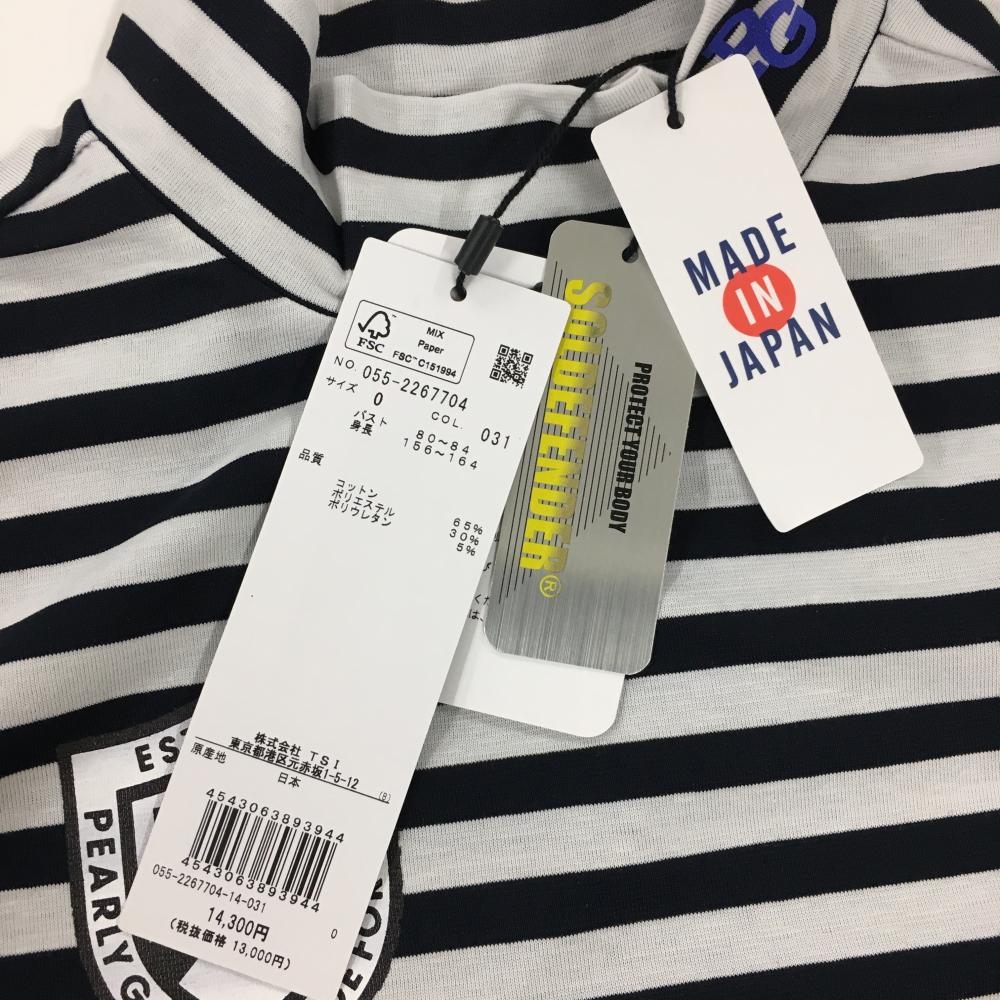 PG
MADE
IN
JAPAN
SQDEFENDER®
PROTECT YOUR BODY
FSC
MIX
Paper
FSC™ C151994
NO. 055-2267704
サイズ 0 COL. 031
バスト 80～84
身長 156～164
品質
コットン 65%
ポリエステル 30%
ポリウレタン 5%
株式会社 TSI
東京都港区元赤坂1-5-12
原産地 日本 (8)
4543063893944
4543063893944
055-2267704-14-031
14,300円 0
(税抜価格 13,000円)
PEARLY G